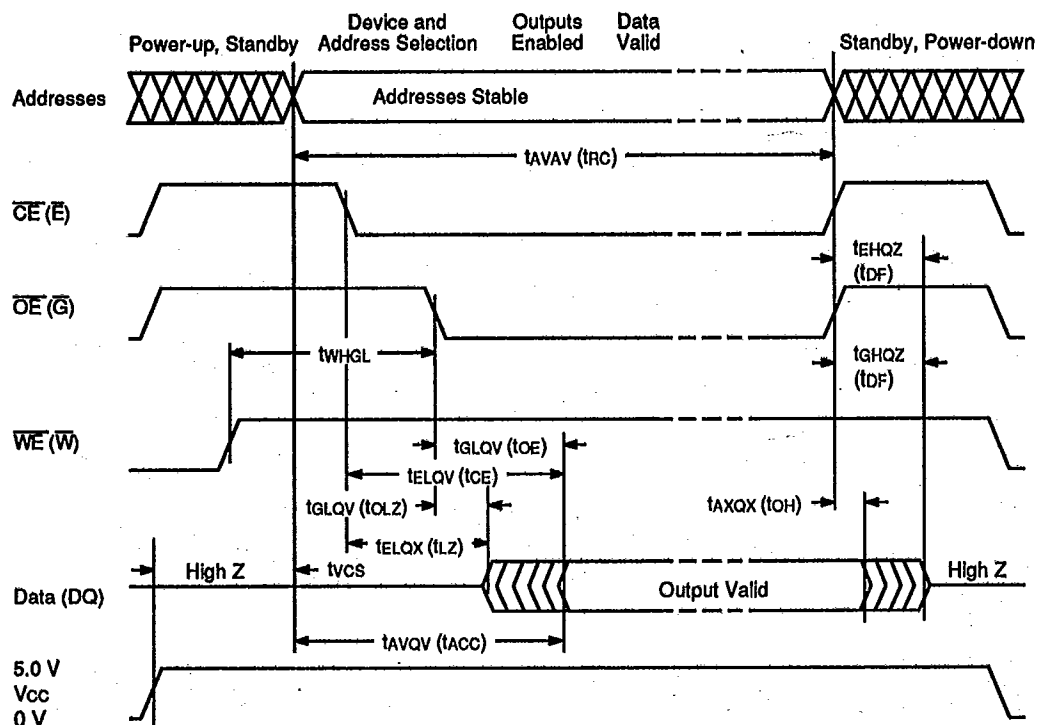 Power-up, Standby
Device and
Address Selection
Outputs
Enabled
Data
Valid
Standby, Power-down
Addresses
Addresses Stable
tAVAV (tRC)
CE (E)
tEHQZ
(tDF)
OE (G)
tWHGL
tGHQZ
(tDF)
WE (W)
tGLQV (tOE)
tELQV (tCE)
tGLQV (tOLZ)
tAXQX (tOH)
tELQX (tLZ)
High Z
tVCS
High Z
Data (DQ)
Output Valid
tAVQV (tACC)
5.0 V
VCC
0 V